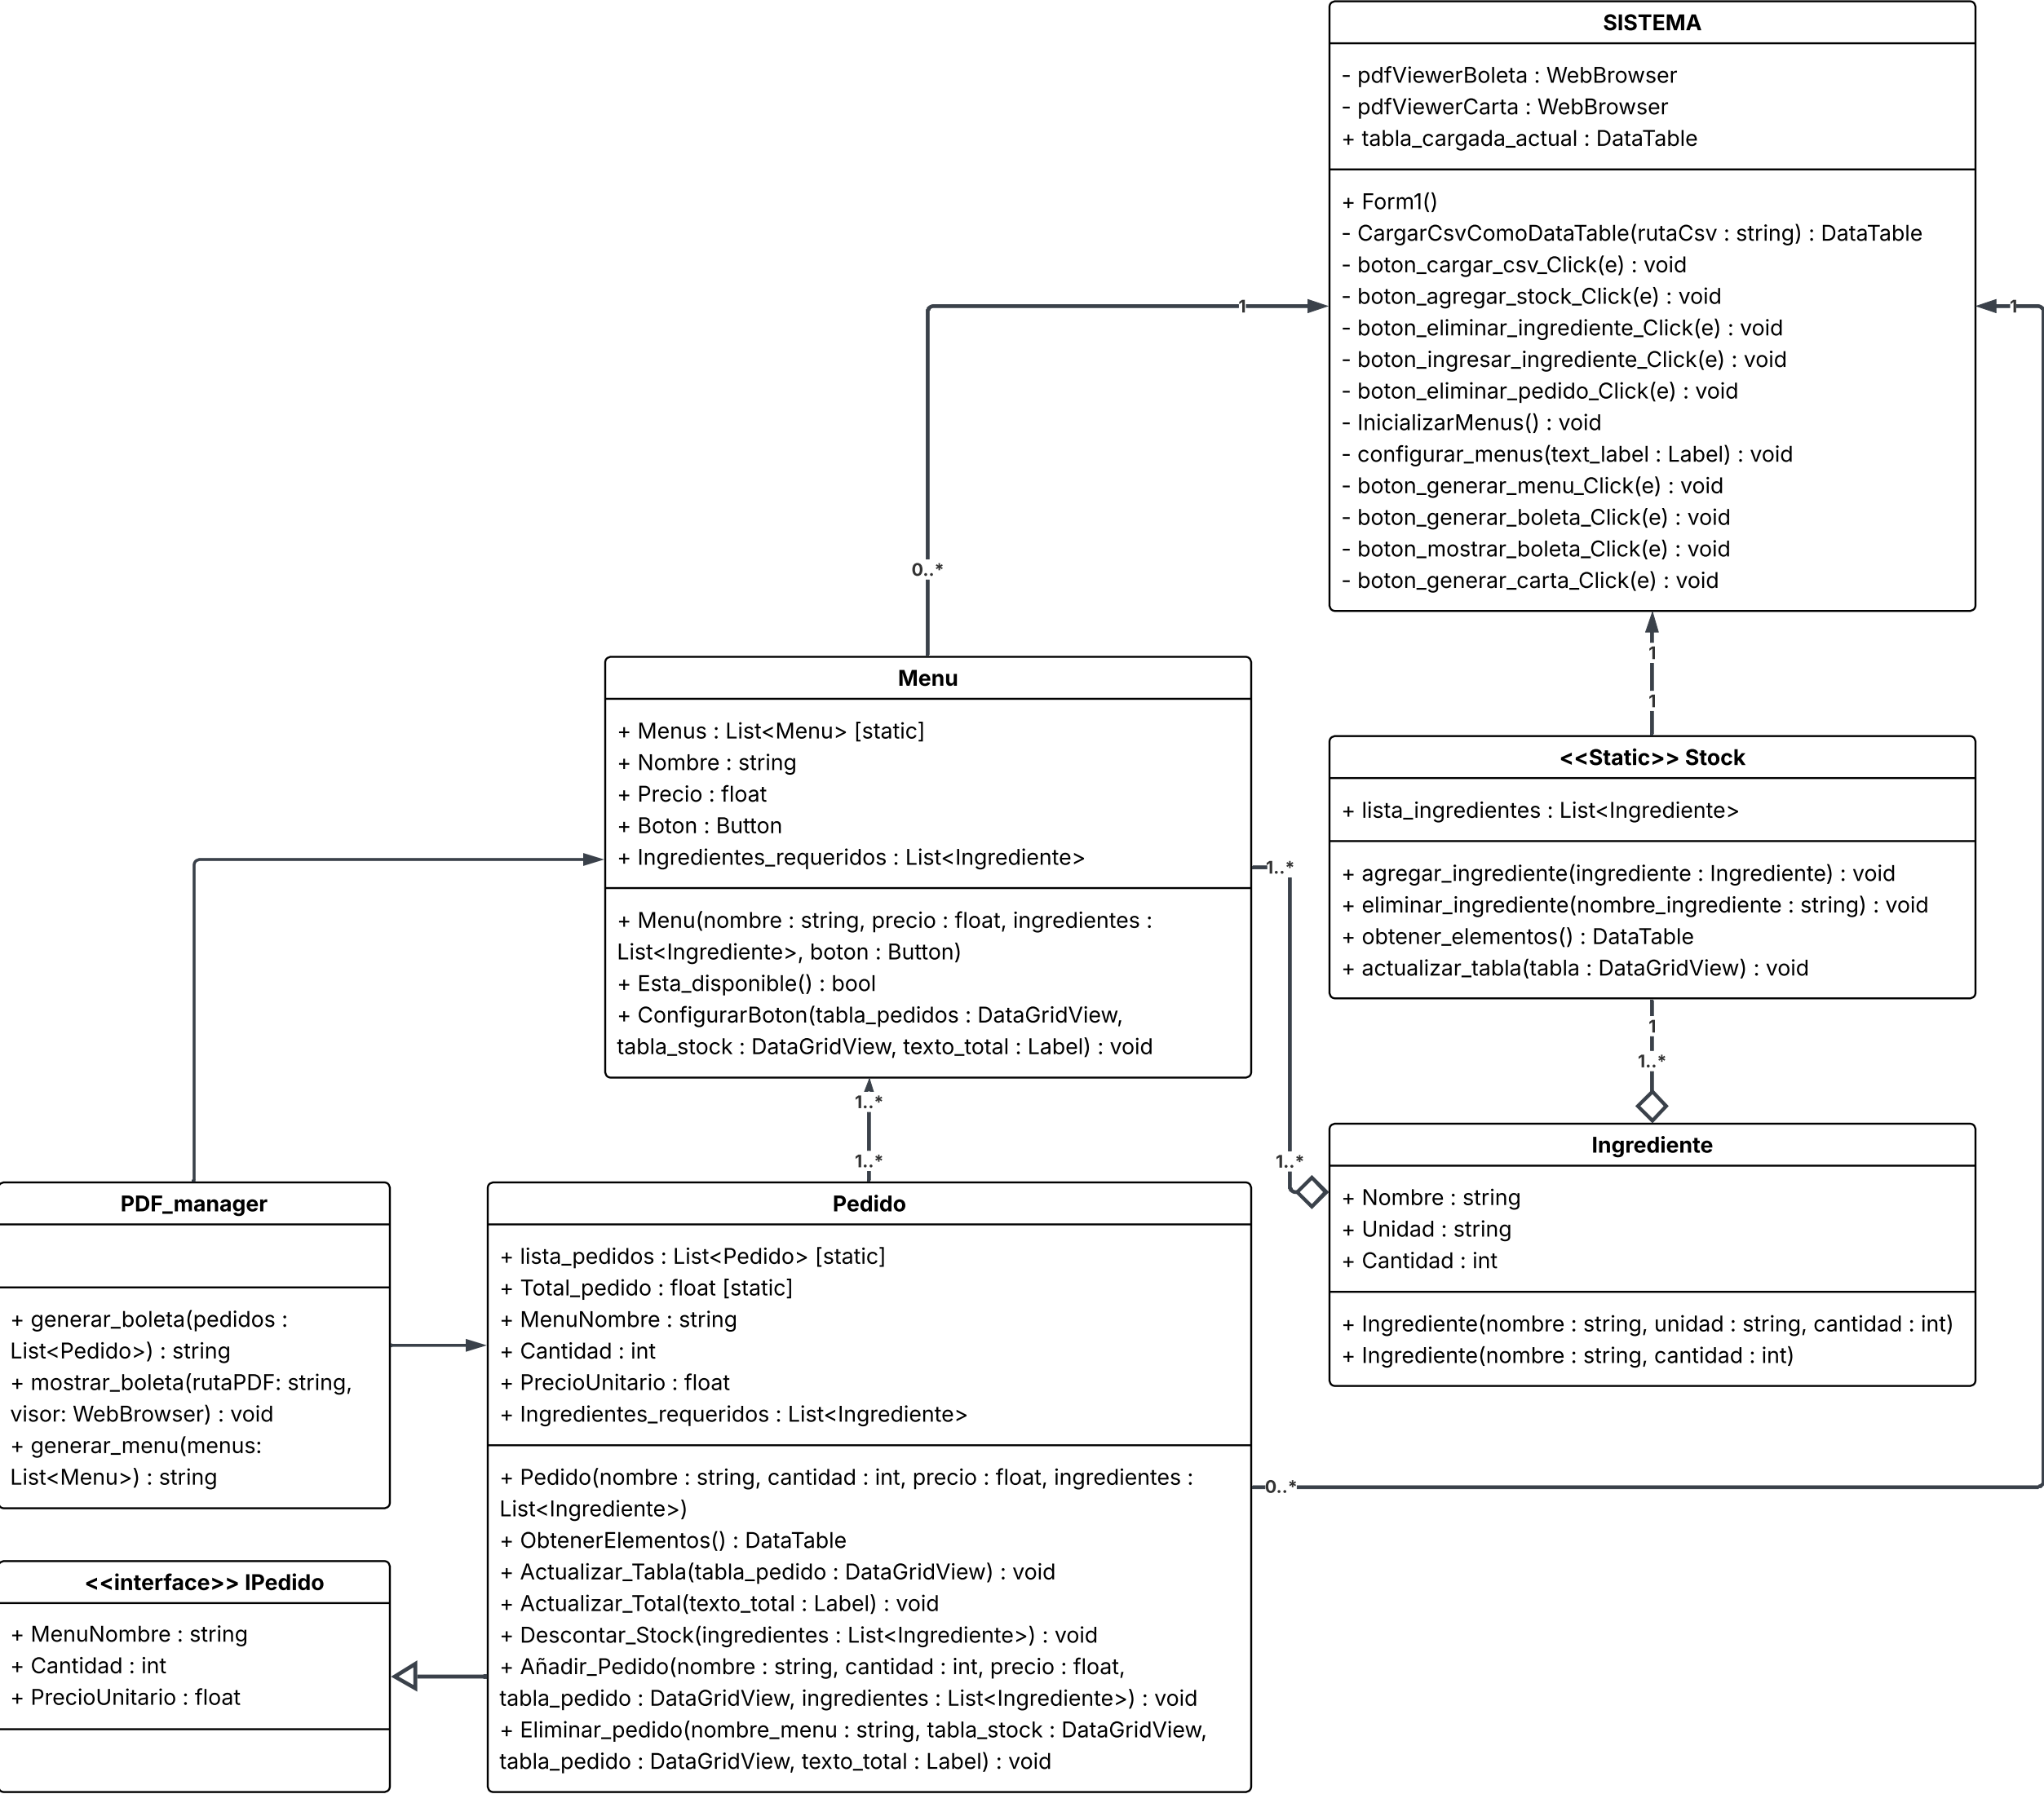 SISTEMA
- pdfViewerBoleta : WebBrowser
- pdfViewerCarta : WebBrowser
+ tabla_cargada_actual : DataTable
+ Form1()
- CargarCsvComoDataTable(rutaCsv : string) : DataTable
- boton_cargar_csv_Click(e) : void
- boton_agregar_stock_Click(e) : void
- boton_eliminar_ingrediente_Click(e) : void
- boton_ingresar_ingrediente_Click(e) : void
- boton_eliminar_pedido_Click(e) : void
- InicializarMenus() : void
- configurar_menus(text_label : Label) : void
- boton_generar_menu_Click(e) : void
- boton_generar_boleta_Click(e) : void
- boton_mostrar_boleta_Click(e) : void
- boton_generar_carta_Click(e) : void
1
1
0..*
1
1
Menu
+ Menus : List<Menu> [static]
+ Nombre : string
+ Precio : float
+ Boton : Button
+ Ingredientes_requeridos : List<Ingrediente>
+ Menu(nombre : string, precio : float, ingredientes :
List<Ingrediente>, boton : Button)
+ Esta_disponible() : bool
+ ConfigurarBoton(tabla_pedidos : DataGridView,
tabla_stock : DataGridView, texto_total : Label) : void
<<Static>> Stock
+ lista_ingredientes : List<Ingrediente>
+ agregar_ingrediente(ingrediente : Ingrediente) : void
+ eliminar_ingrediente(nombre_ingrediente : string) : void
+ obtener_elementos() : DataTable
+ actualizar_tabla(tabla : DataGridView) : void
1..*
1
1..*
1..*
1..*
1..*
Ingrediente
+ Nombre : string
+ Unidad : string
+ Cantidad : int
+ Ingrediente(nombre : string, unidad : string, cantidad : int)
+ Ingrediente(nombre : string, cantidad : int)
PDF_manager
+ generar_boleta(pedidos :
List<Pedido>) : string
+ mostrar_boleta(rutaPDF: string,
visor: WebBrowser) : void
+ generar_menu(menus:
List<Menu>) : string
Pedido
+ lista_pedidos : List<Pedido> [static]
+ Total_pedido : float [static]
+ MenuNombre : string
+ Cantidad : int
+ PrecioUnitario : float
+ Ingredientes_requeridos : List<Ingrediente>
+ Pedido(nombre : string, cantidad : int, precio : float, ingredientes :
List<Ingrediente>)
+ ObtenerElementos() : DataTable
+ Actualizar_Tabla(tabla_pedido : DataGridView) : void
+ Actualizar_Total(texto_total : Label) : void
+ Descontar_Stock(ingredientes : List<Ingrediente>) : void
+ Añadir_Pedido(nombre : string, cantidad : int, precio : float,
tabla_pedido : DataGridView, ingredientes : List<Ingrediente>) : void
+ Eliminar_pedido(nombre_menu : string, tabla_stock : DataGridView,
tabla_pedido : DataGridView, texto_total : Label) : void
0..*
<<interface>> IPedido
+ MenuNombre : string
+ Cantidad : int
+ PrecioUnitario : float